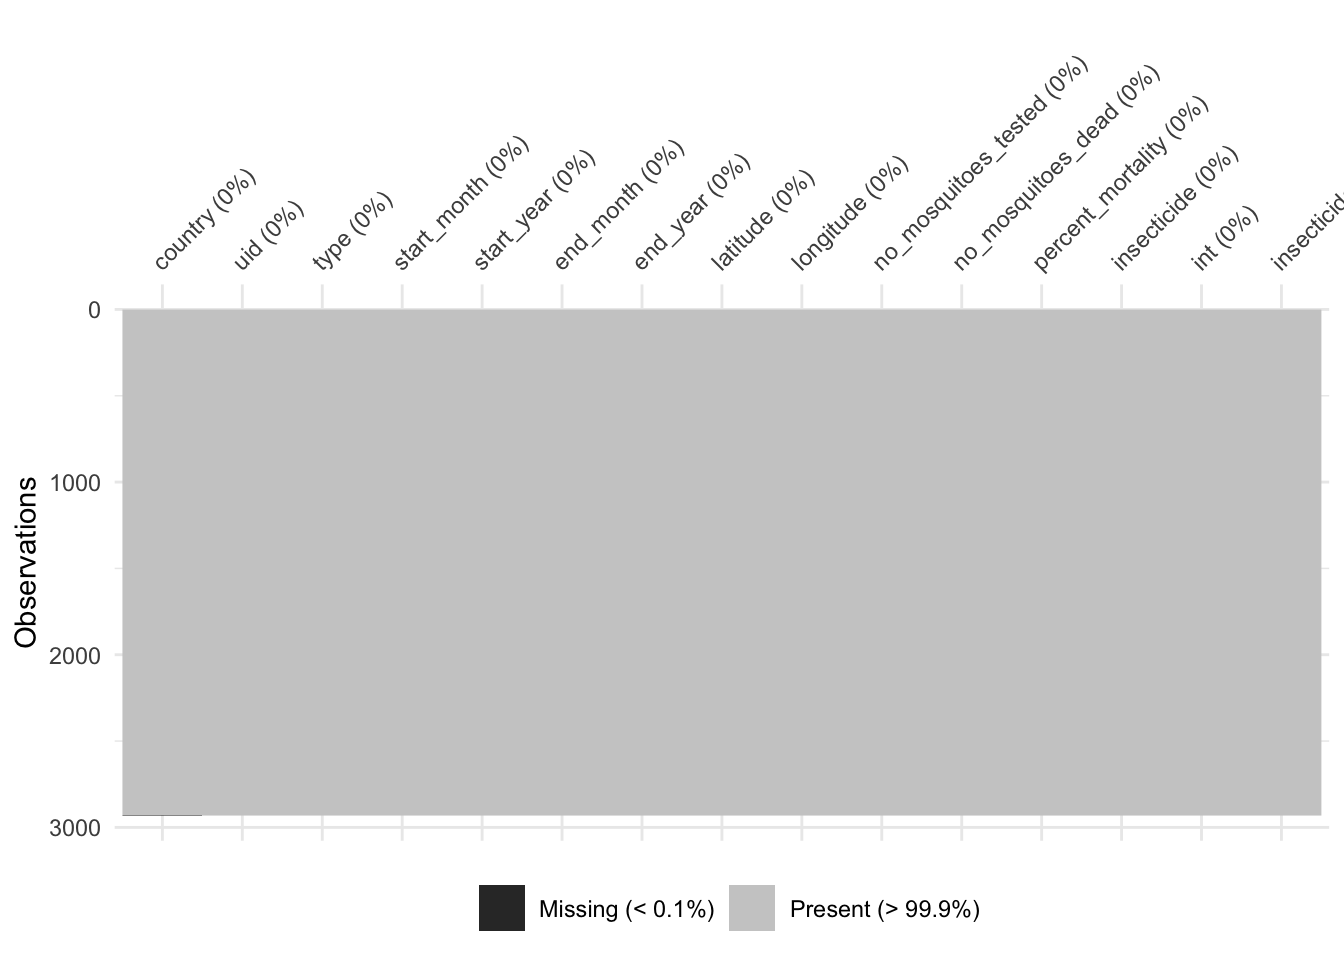 country (0%)
uid (0%)
type (0%)
start_month (0%)
start_year (0%)
end_month (0%)
end_year (0%)
latitude (0%)
longitude (0%)
no_mosquitoes_tested (0%)
no_mosquitoes_dead (0%)
percent_mortality (0%)
insecticide (0%)
int (0%)
insecticid
0
1000
2000
3000
Observations
Missing (< 0.1%)
Present (> 99.9%)